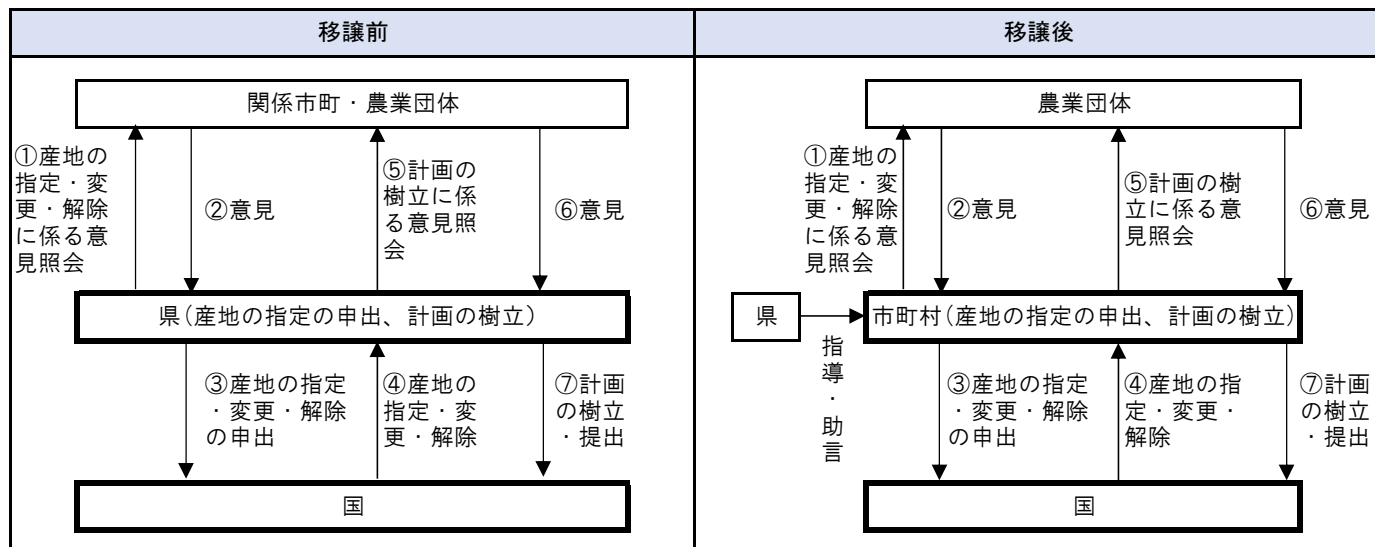 移譲前
関係市町・農業団体
①産地の
指定・変
更・解除
に係る意
見照会
②意見
⑤計画の
樹立に係
る意見照
会
⑥意見
県(産地の指定の申出、計画の樹立)
③産地の指定
・変更・解除
の申出
④産地の
指定・変
更・解除
⑦計画
の樹立
・提出
国
移譲後
農業団体
①産地の
指定・変
更・解除
に係る意
見照会
②意見
⑤計画の樹
立に係る意
見照会
⑥意見
県
指導・助言
市町村(産地の指定の申出、計画の樹立)
③産地の指定
・変更・解除
の申出
④産地の指
定・変更・
解除
⑦計画
の樹立
・提出
国